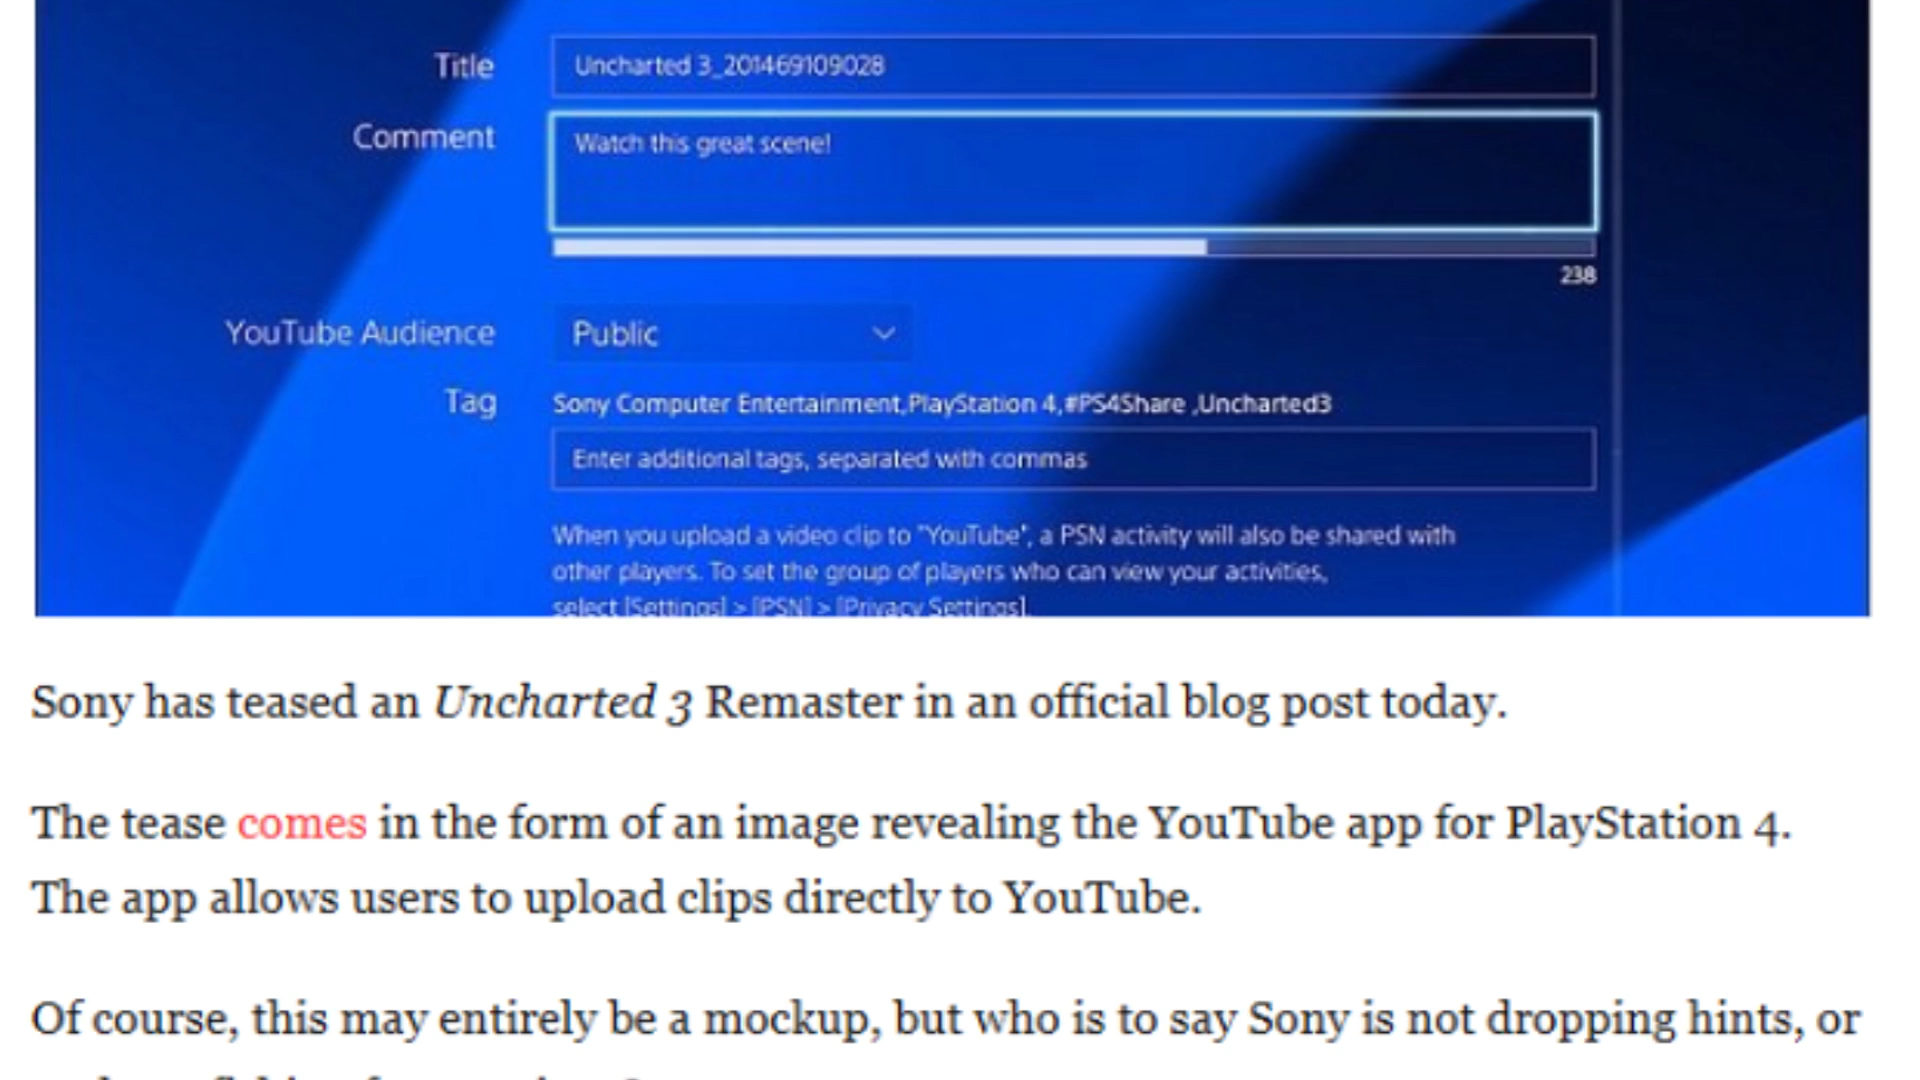 Title
Uncharted 3_201469109028
Comment
Watch this great scene!
238
YouTube Audience
Public
Tag
Sony Computer Entertainment,PlayStation 4,#PS4Share ,Uncharted3
Enter additional tags, separated with commas
When you upload a video clip to "YouTube", a PSN activity will also be shared with
other players. To set the group of players who can view your activities,
select [Settings] > [PSN] > [Privacy Settings].
Sony has teased an Uncharted 3 Remaster in an official blog post today.
The tease comes in the form of an image revealing the YouTube app for PlayStation 4.
The app allows users to upload clips directly to YouTube.
Of course, this may entirely be a mockup, but who is to say Sony is not dropping hints, or